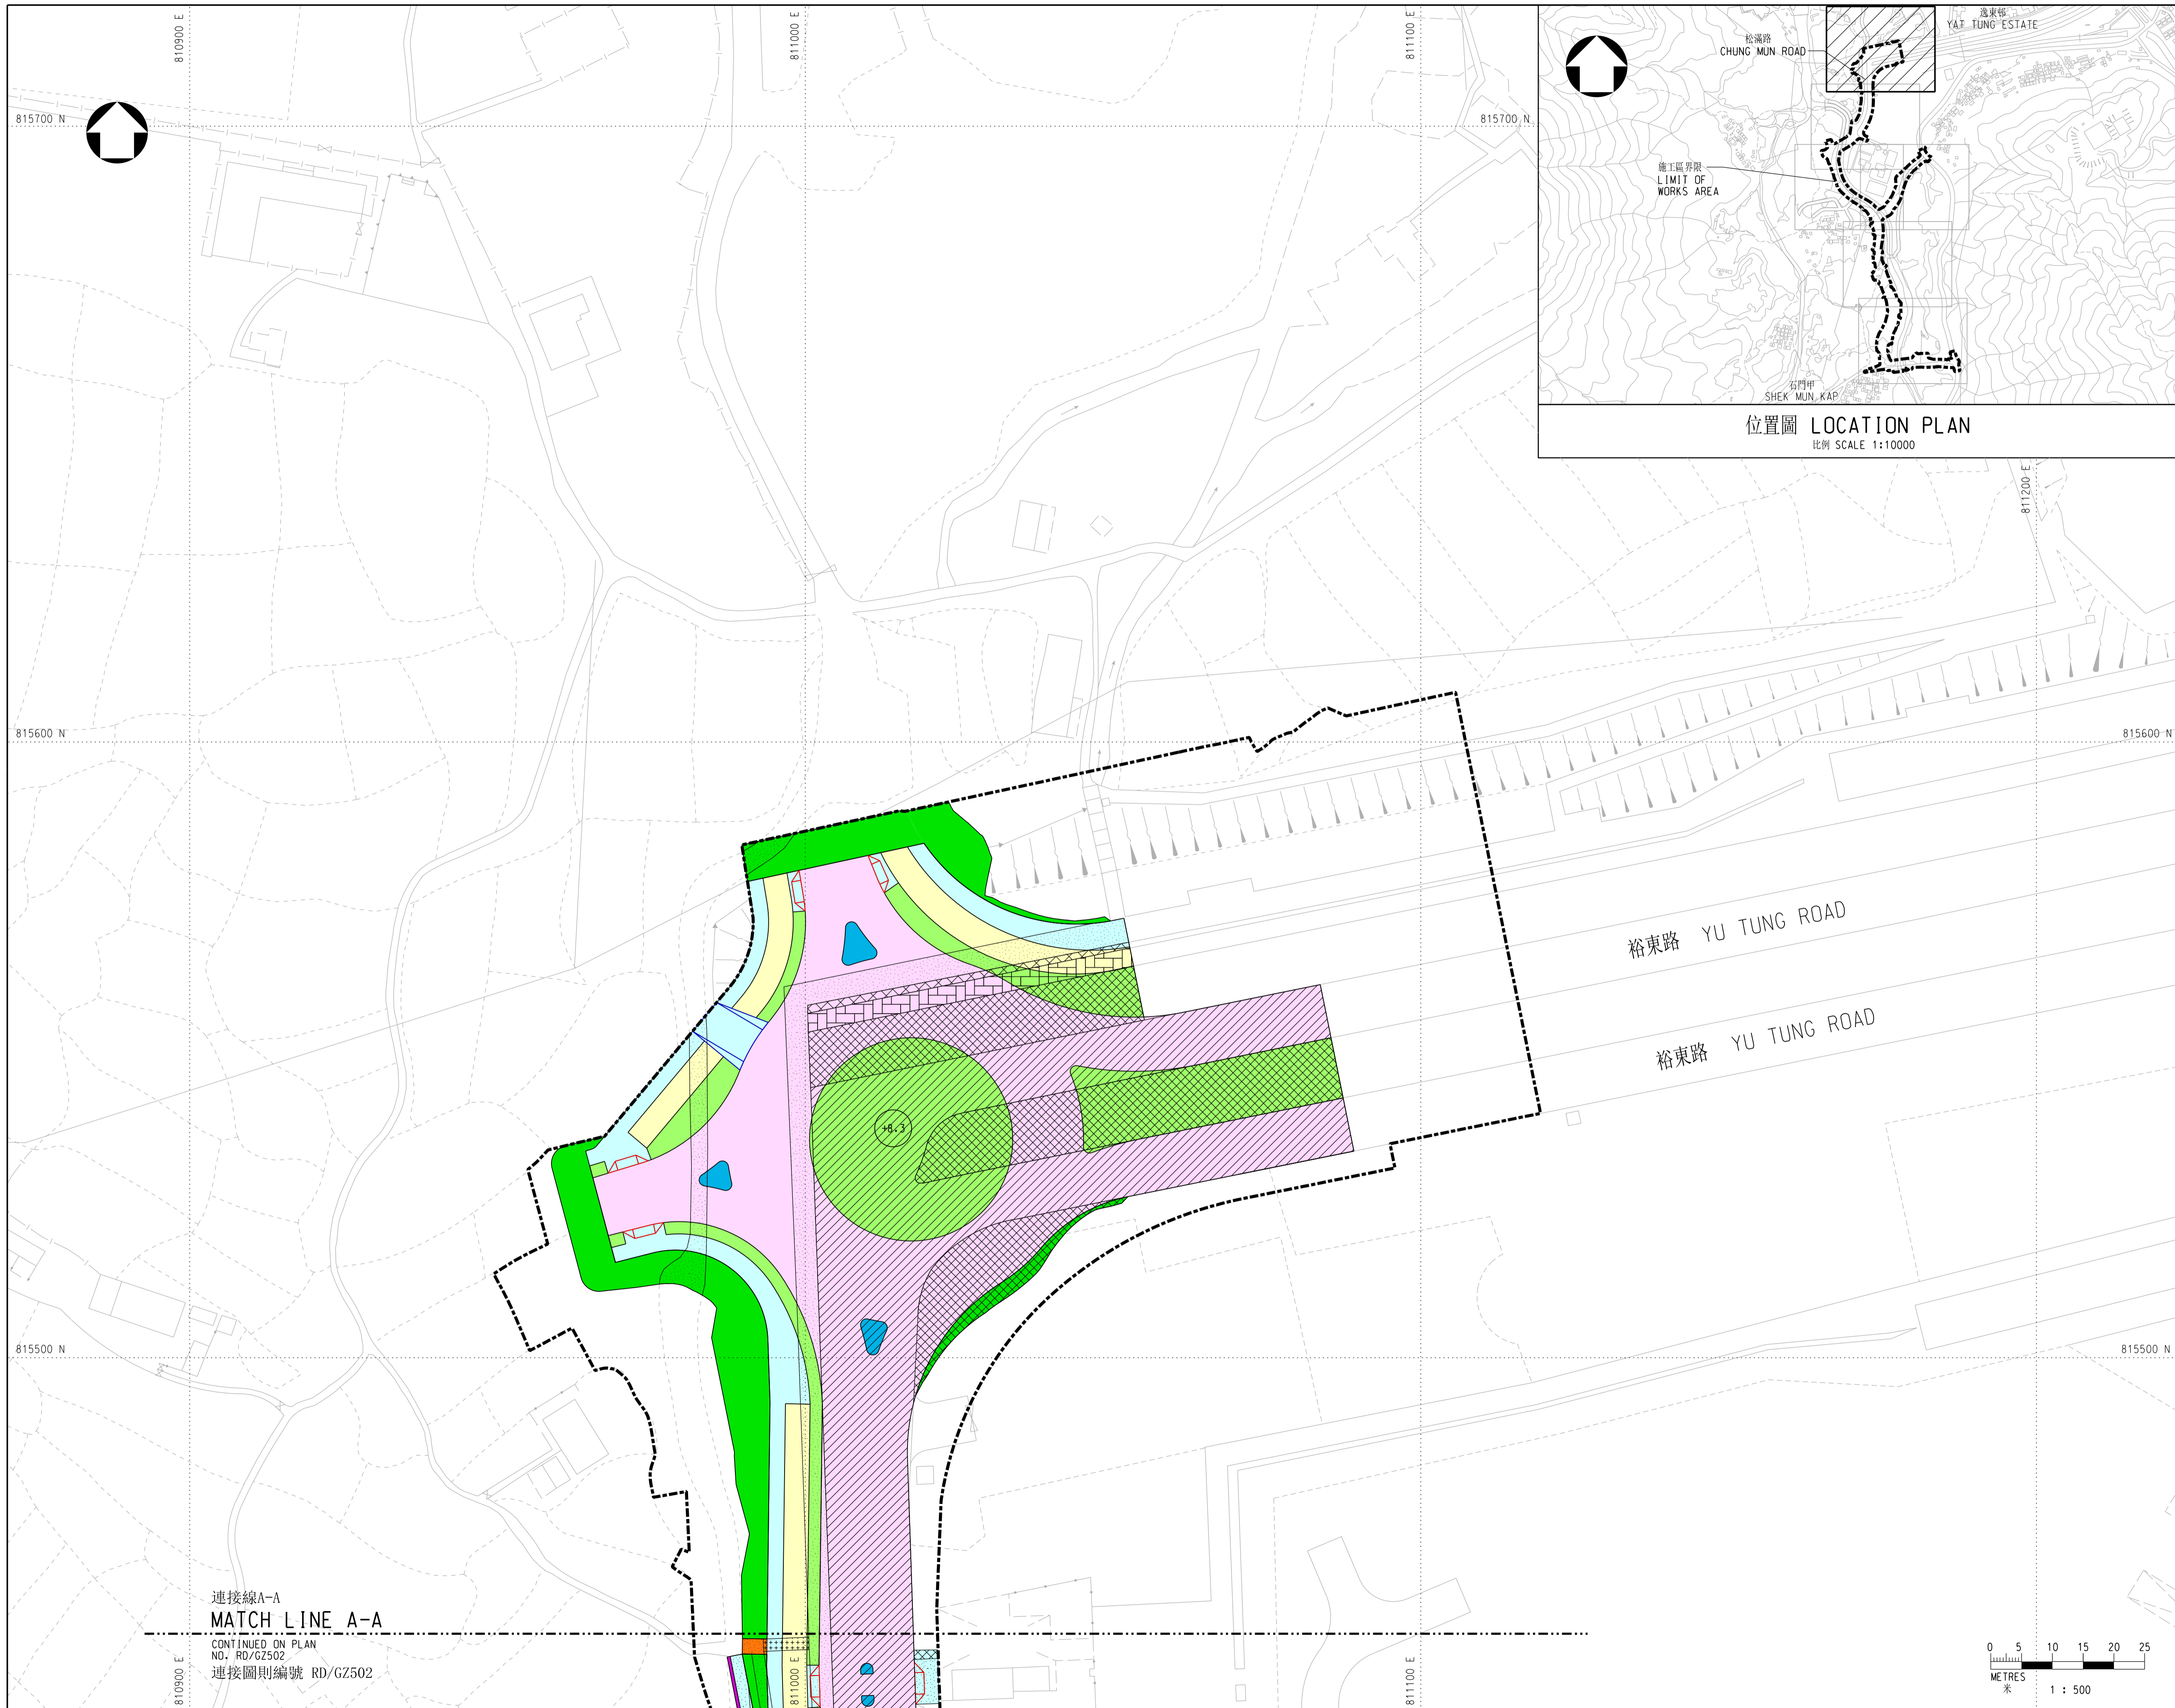 810900 E
811000 E
811100 E
逸東邨
YAT TUNG ESTATE
松滿路
CHUNG MUN ROAD
815700 N
815700 N
施工區界限
LIMIT OF
WORKS AREA
石門甲
SHEK MUN KAP
位置圖 LOCATION PLAN
比例 SCALE 1:10000
811200 E
815600 N
815600 N
裕東路 YU TUNG ROAD
裕東路 YU TUNG ROAD
+8.3
815500 N
815500 N
連接線A-A
MATCH LINE A-A
CONTINUED ON PLAN
NO. RD/GZ502
連接圖則編號 RD/GZ502
810900 E
811000 E
811100 E
0 5 10 15 20 25
METRES
米 1 : 500